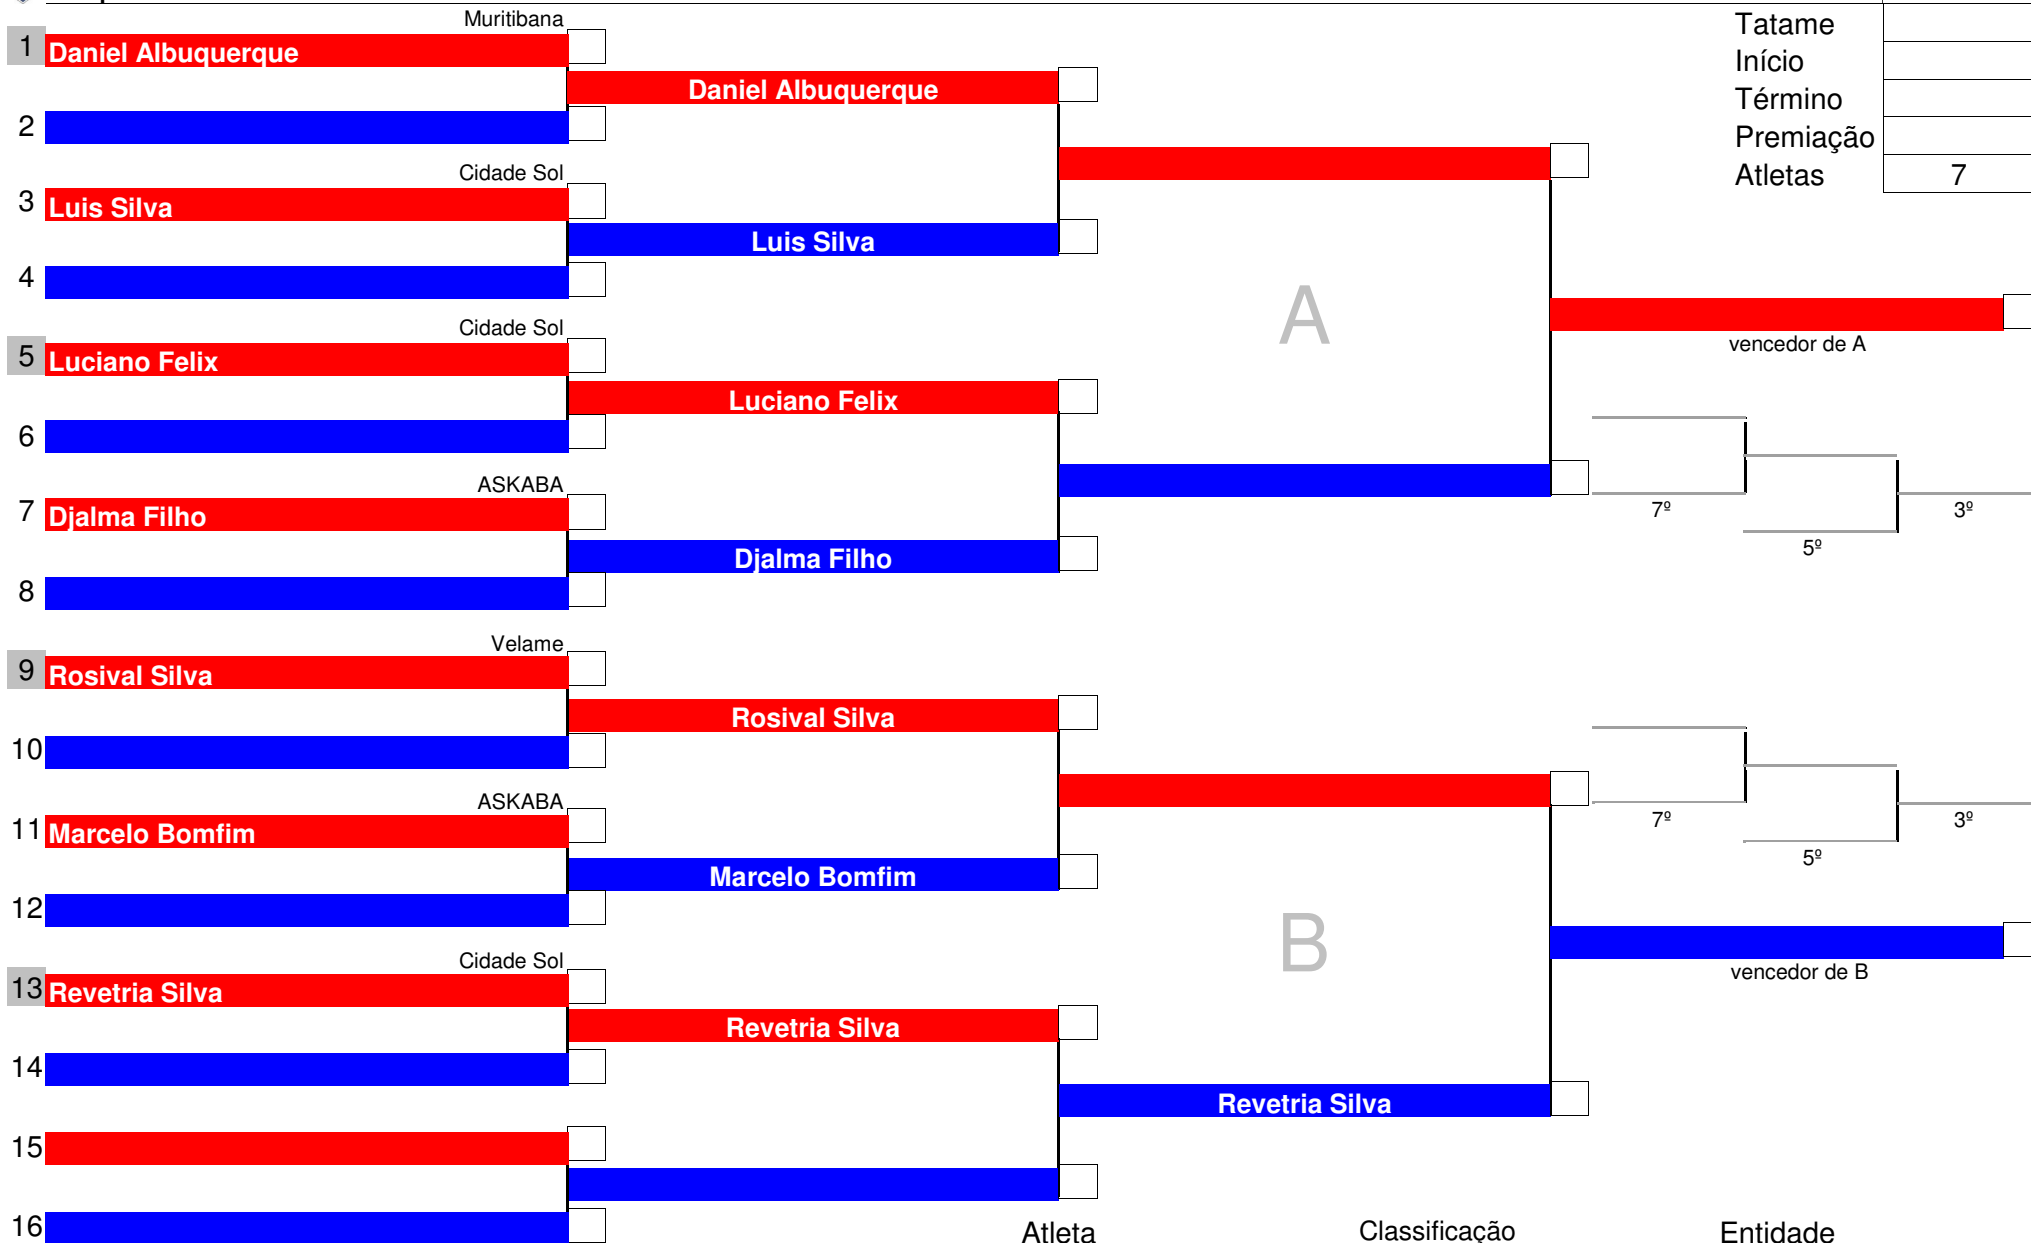 Muritibana
Tatame
1 Daniel Albuquerque
Início
Daniel Albuquerque
Término
2
Premiação
Cidade Sol
Atletas 7
3 Luis Silva
Luis Silva
4
A
Cidade Sol
vencedor de A
5 Luciano Felix
Luciano Felix
6
ASKABA
7º
3º
7 Djalma Filho
5º
Djalma Filho
8
Velame
9 Rosival Silva
Rosival Silva
10
ASKABA
7º
3º
11 Marcelo Bomfim
5º
Marcelo Bomfim
12
B
Cidade Sol
vencedor de B
13 Revetria Silva
Revetria Silva
14
Revetria Silva
15
16
Atleta Classificação Entidade